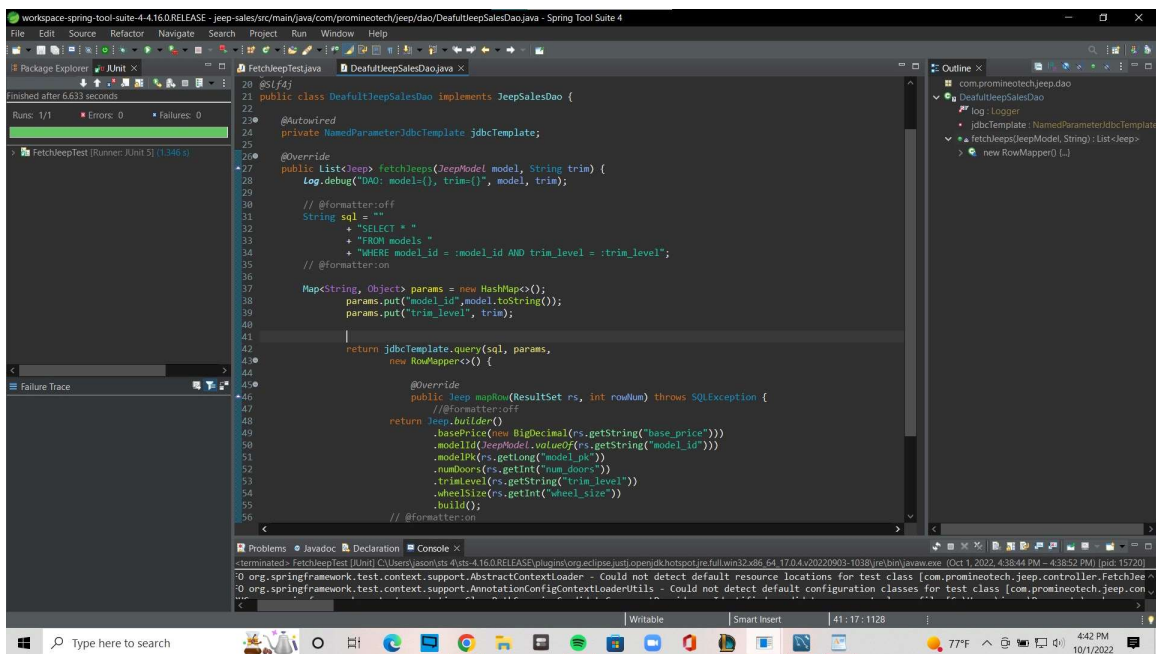 workspace-spring-tool-suite-4-4.16.0.RELEASE - jeep-sales/src/main/java/com/promineotech/jeep/dao/DeafultJeepSalesDao.java - Spring Tool Suite 4
File Edit Source Refactor Navigate Search Project Run Window Help
Package Explorer JUnit
Finished after 6.633 seconds
Runs: 1/1 Errors: 0 Failures: 0
FetchJeepTest [Runner: JUnit 5] (1.346 s)
Failure Trace
FetchJeepTest.java DeafultJeepSalesDao.java
20 @Slf4j
21 public class DeafultJeepSalesDao implements JeepSalesDao {
22
23 @Autowired
24 private NamedParameterJdbcTemplate jdbcTemplate;
25
26 @Override
27 public List<Jeep> fetchJeeps(JeepModel model, String trim) {
28 log.debug("DAO: model={}, trim={}", model, trim);
29
30 // @formatter:off
31 String sql = ""
32 + "SELECT * "
33 + "FROM models "
34 + "WHERE model_id = :model_id AND trim_level = :trim_level";
35 // @formatter:on
36
37 Map<String, Object> params = new HashMap<>();
38 params.put("model_id",model.toString());
39 params.put("trim_level", trim);
40
41
42 return jdbcTemplate.query(sql, params,
43 new RowMapper<>() {
44
45 @Override
46 public Jeep mapRow(ResultSet rs, int rowNum) throws SQLException {
47 //@formatter:off
48 return Jeep.builder()
49 .basePrice(new BigDecimal(rs.getString("base_price")))
50 .modelId(JeepModel.valueOf(rs.getString("model_id")))
51 .modelPk(rs.getLong("model_pk"))
52 .numDoors(rs.getInt("num_doors"))
53 .trimLevel(rs.getString("trim_level"))
54 .wheelSize(rs.getInt("wheel_size"))
55 .build();
56 // @formatter:on
Outline
com.promineotech.jeep.dao
DeafultJeepSalesDao
log : Logger
jdbcTemplate : NamedParameterJdbcTemplate
fetchJeeps(JeepModel, String) : List<Jeep>
new RowMapper() {...}
Problems Javadoc Declaration Console
<terminated> FetchJeepTest [JUnit] C:\Users\jason\sts 4\sts-4.16.0.RELEASE\plugins\org.eclipse.justj.openjdk.hotspot.jre.full.win32.x86_64_17.0.4.v20220903-1038\jre\bin\javaw.exe (Oct 1, 2022, 4:38:44 PM – 4:38:52 PM) [pid: 15720]
FO org.springframework.test.context.support.AbstractContextLoader - Could not detect default resource locations for test class [com.promineotech.jeep.controller.FetchJee
FO org.springframework.test.context.support.AnnotationConfigContextLoaderUtils - Could not detect default configuration classes for test class [com.promineotech.jeep.con
Writable Smart Insert 41 : 17 : 1128
Type here to search
77°F
4:42 PM
10/1/2022